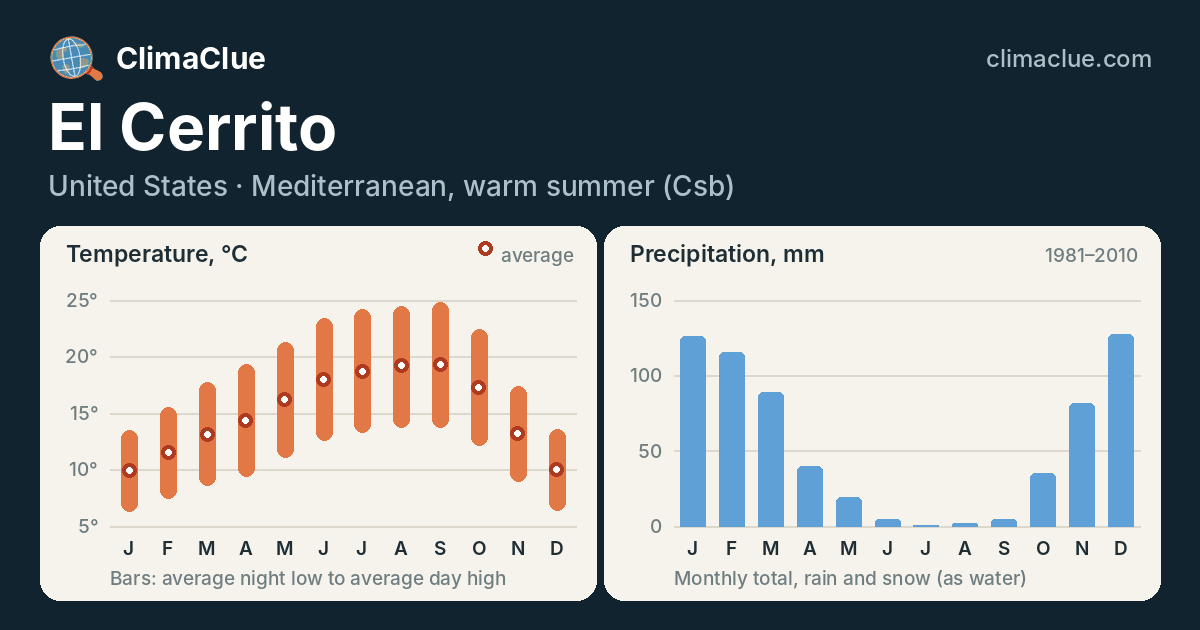 ClimaClue
climaclue.com
El Cerrito
United States · Mediterranean, warm summer (Csb)
Temperature, °C
average
25°
20°
15°
10°
5°
J F M A M J J A S O N D
Bars: average night low to average day high
Precipitation, mm
1981–2010
150
100
50
0
J F M A M J J A S O N D
Monthly total, rain and snow (as water)